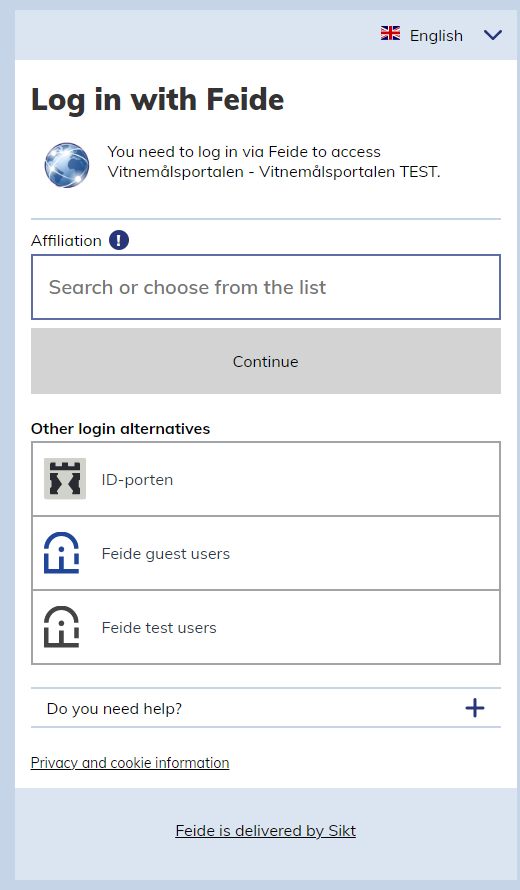 English
Log in with Feide
You need to log in via Feide to access
Vitnemålsportalen - Vitnemålsportalen TEST.
Affiliation !
Search or choose from the list
Continue
Other login alternatives
ID-porten
Feide guest users
Feide test users
Do you need help?
Privacy and cookie information
Feide is delivered by Sikt